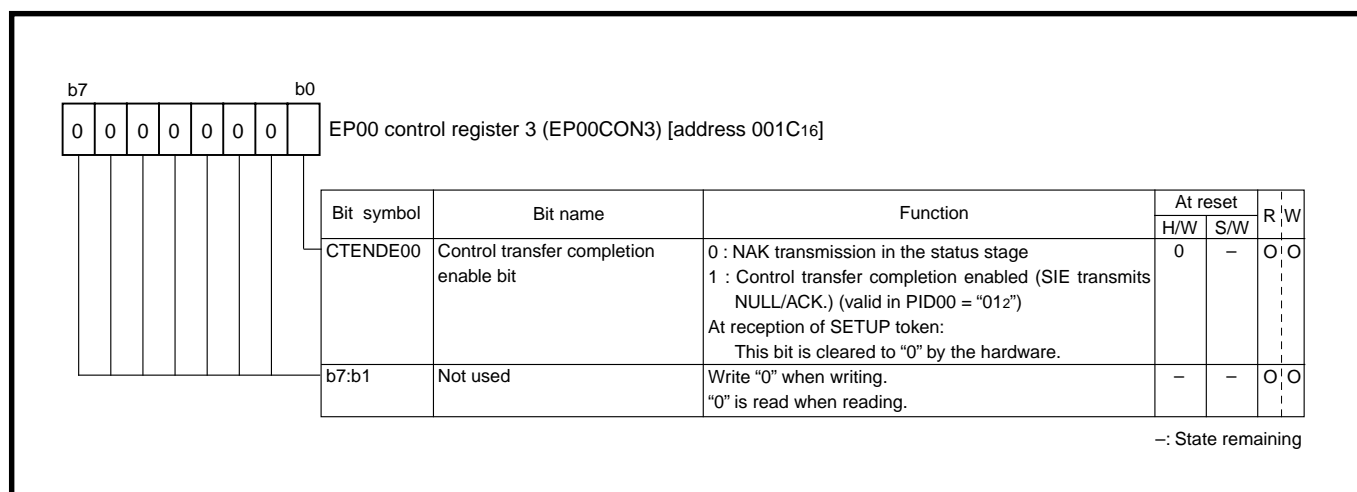 b7 b0
0 0 0 0 0 0 0
EP00 control register 3 (EP00CON3) [address 001C16]
Bit symbol Bit name Function At reset R W
H/W S/W
CTENDE00 Control transfer completion 0 : NAK transmission in the status stage 0 – O O
enable bit 1 : Control transfer completion enabled (SIE transmits
NULL/ACK.) (valid in PID00 = “012”)
At reception of SETUP token:
This bit is cleared to “0” by the hardware.
b7:b1 Not used Write “0” when writing. – – O O
“0” is read when reading.
–: State remaining